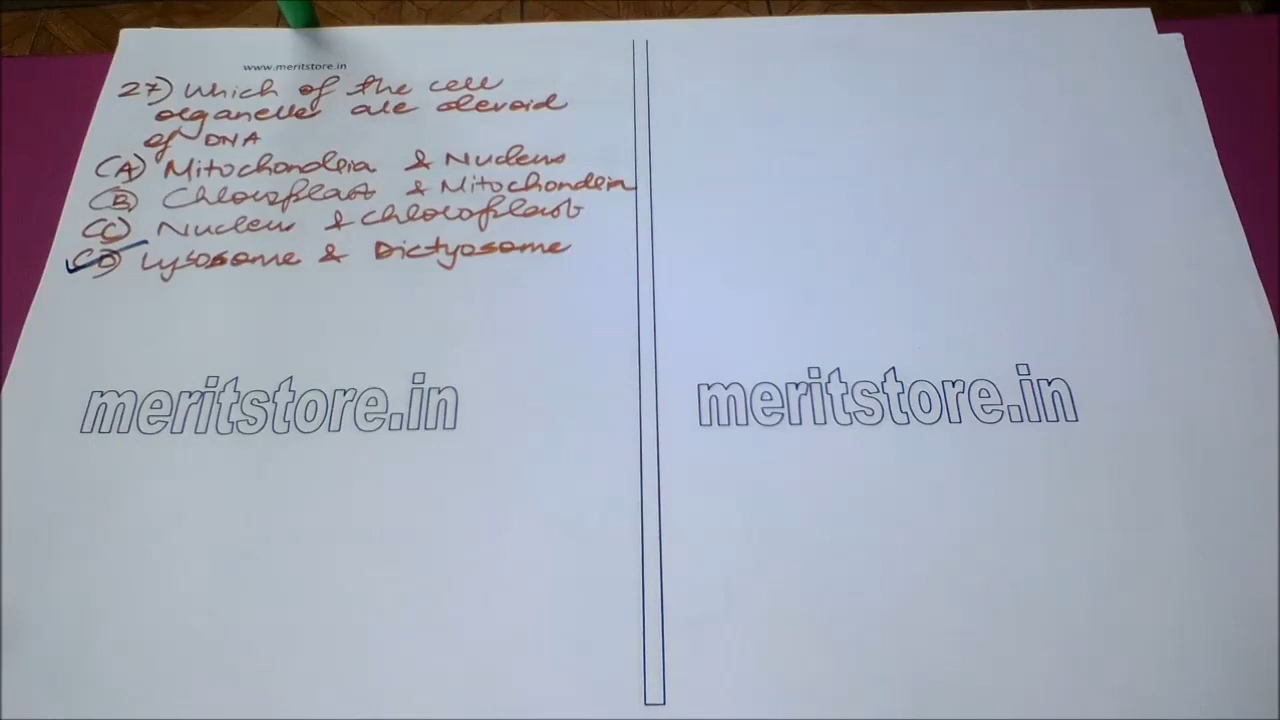 www.meritstore.in
27) Which of the cell
organelles are devoid
of DNA
(A) Mitochondria & Nucleus
(B) Chloroplast & Mitochondria
(C) Nucleus & Chloroplast
(D) Lysosome & Dictyosome
meritstore.in
meritstore.in